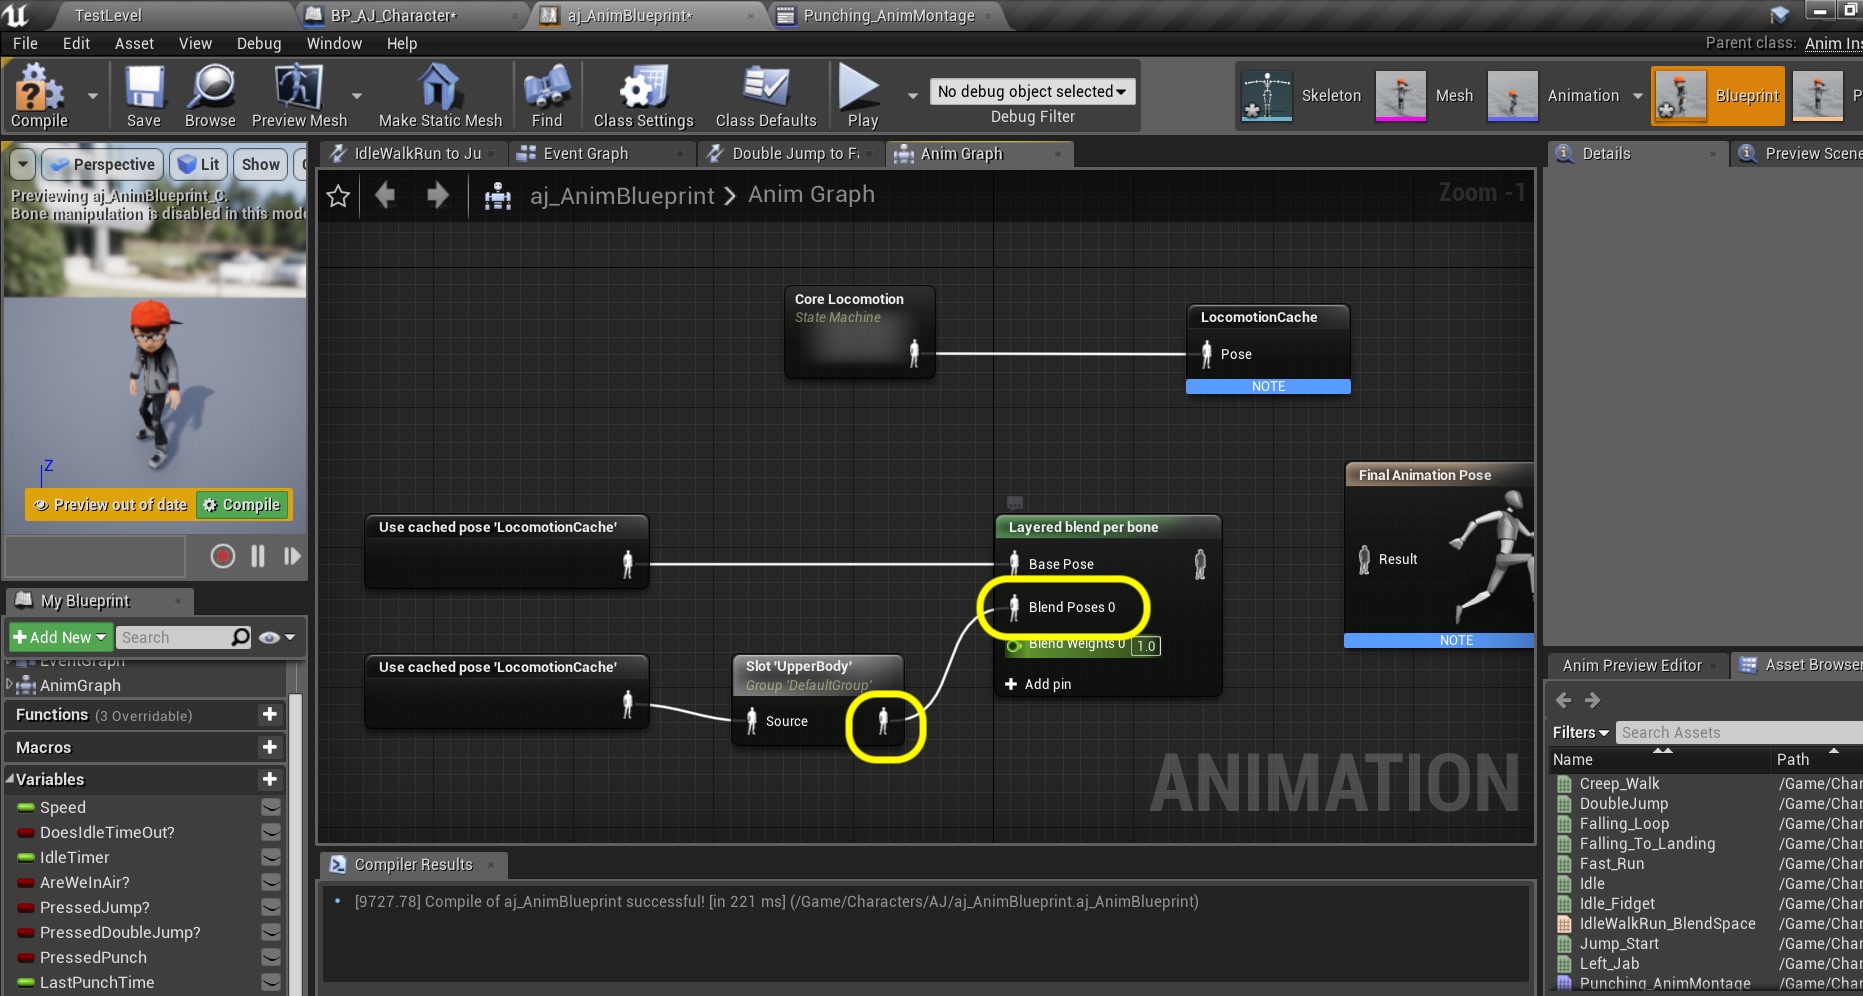 TestLevel
BP_AJ_Character*
aj_AnimBlueprint*
Punching_AnimMontage
File Edit Asset View Debug Window Help
Parent class: Anim Ins
Compile
Save
Browse
Preview Mesh
Make Static Mesh
Find
Class Settings
Class Defaults
Play
No debug object selected
Debug Filter
Skeleton
Mesh
Animation
Blueprint
P
Perspective
Lit
Show
Previewing aj_AnimBlueprint_C.
Bone manipulation is disabled in this mode
Z
Preview out of date
Compile
IdleWalkRun to Ju
Event Graph
Double Jump to Fa
Anim Graph
aj_AnimBlueprint > Anim Graph
Zoom -1
Core Locomotion
State Machine
LocomotionCache
Pose
NOTE
Final Animation Pose
Result
NOTE
Use cached pose 'LocomotionCache'
Layered blend per bone
Base Pose
Blend Poses 0
Blend Weights 0 1.0
Add pin
Use cached pose 'LocomotionCache'
Slot 'UpperBody'
Group 'DefaultGroup'
Source
ANIMATION
My Blueprint
+ Add New
Search
EventGraph
AnimGraph
Functions (3 Overridable)
Macros
Variables
Speed
DoesIdleTimeOut?
IdleTimer
AreWeInAir?
PressedJump?
PressedDoubleJump?
PressedPunch
LastPunchTime
Compiler Results
[9727.78] Compile of aj_AnimBlueprint successful! [in 221 ms] (/Game/Characters/AJ/aj_AnimBlueprint.aj_AnimBlueprint)
Details
Preview Scene
Anim Preview Editor
Asset Browser
Filters
Search Assets
Name Path
Creep_Walk /Game/Char
DoubleJump /Game/Char
Falling_Loop /Game/Char
Falling_To_Landing /Game/Char
Fast_Run /Game/Char
Idle /Game/Char
Idle_Fidget /Game/Char
IdleWalkRun_BlendSpace /Game/Char
Jump_Start /Game/Char
Left_Jab /Game/Char
Punching_AnimMontage /Game/Char